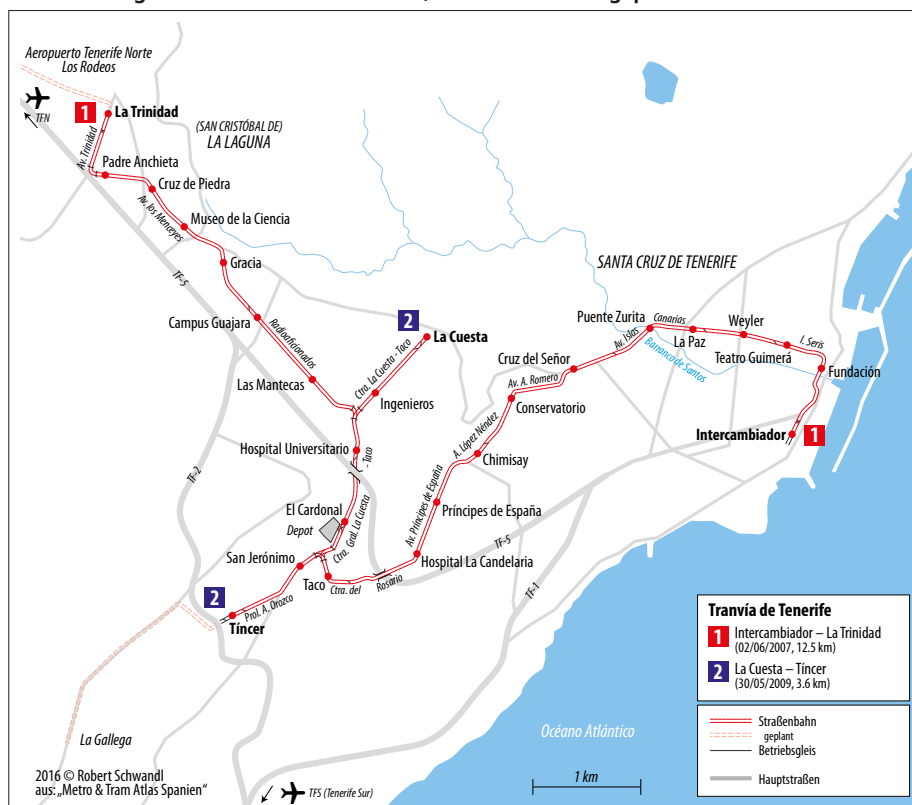 Aeropuerto Tenerife Norte
Los Rodeos
TFN
1
La Trinidad
Av. Trinidad
(SAN CRISTÓBAL DE)
LA LAGUNA
Padre Anchieta
Cruz de Piedra
Av. los Menceyes
Museo de la Ciencia
Gracia
TF-5
Campus Guajara
Radioaficionados
Las Mantecas
2
La Cuesta
Ctra. La Cuesta - Taco
Ingenieros
SANTA CRUZ DE TENERIFE
Puente Zurita
Canarias
Weyler
La Paz
I. Serís
Av. Islas
Teatro Guimerá
Barranco de Santos
Fundación
Cruz del Señor
Av. A. Romero
Conservatorio
Intercambiador
1
Hospital Universitario
- Taco
A. López Néndez
Chimisay
TF-2
El Cardonal
Depot
Ctra. Gral. La Cuesta
Av. Príncipes de España
Príncipes de España
TF-5
San Jerónimo
Hospital La Candelaria
Taco
Ctra. del
Rosario
TF-1
2
Prol. A. Orozco
Tíncer
Tranvía de Tenerife
1 Intercambiador – La Trinidad
(02/06/2007, 12.5 km)
2 La Cuesta – Tíncer
(30/05/2009, 3.6 km)
Straßenbahn
geplant
Betriebsgleis
Hauptstraßen
La Gallega
Océano Atlántico
2016 © Robert Schwandl
aus: „Metro & Tram Atlas Spanien“
TFS (Tenerife Sur)
1 km